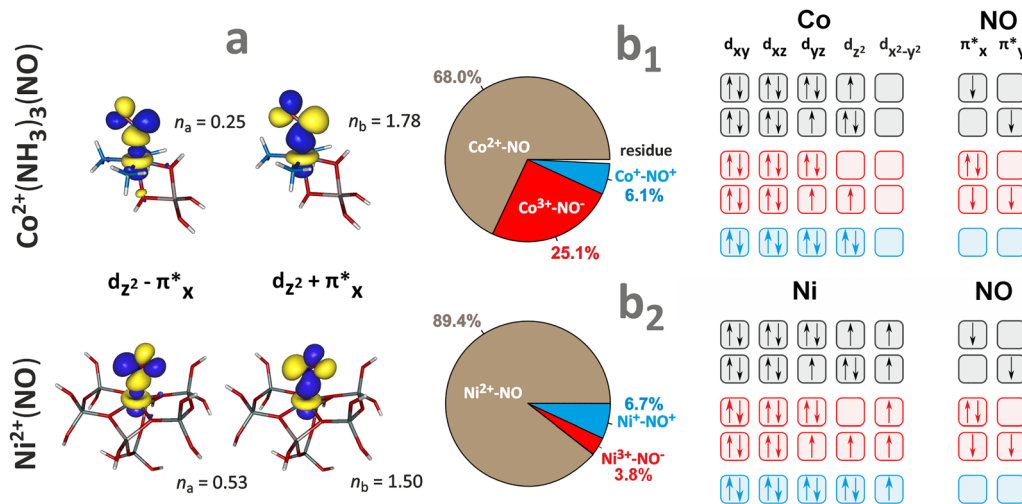 a
b1
Co
NO
dxy dxz dyz dz2 dx2-y2
π*x π*y
Co2+(NH3)3(NO)
na = 0.25
nb = 1.78
68.0%
Co2+-NO
residue
Co+-NO+
6.1%
Co3+-NO-
25.1%
dz2 - π*x
dz2 + π*x
b2
Ni
NO
Ni2+(NO)
na = 0.53
nb = 1.50
89.4%
Ni2+-NO
6.7%
Ni+-NO+
Ni3+-NO-
3.8%